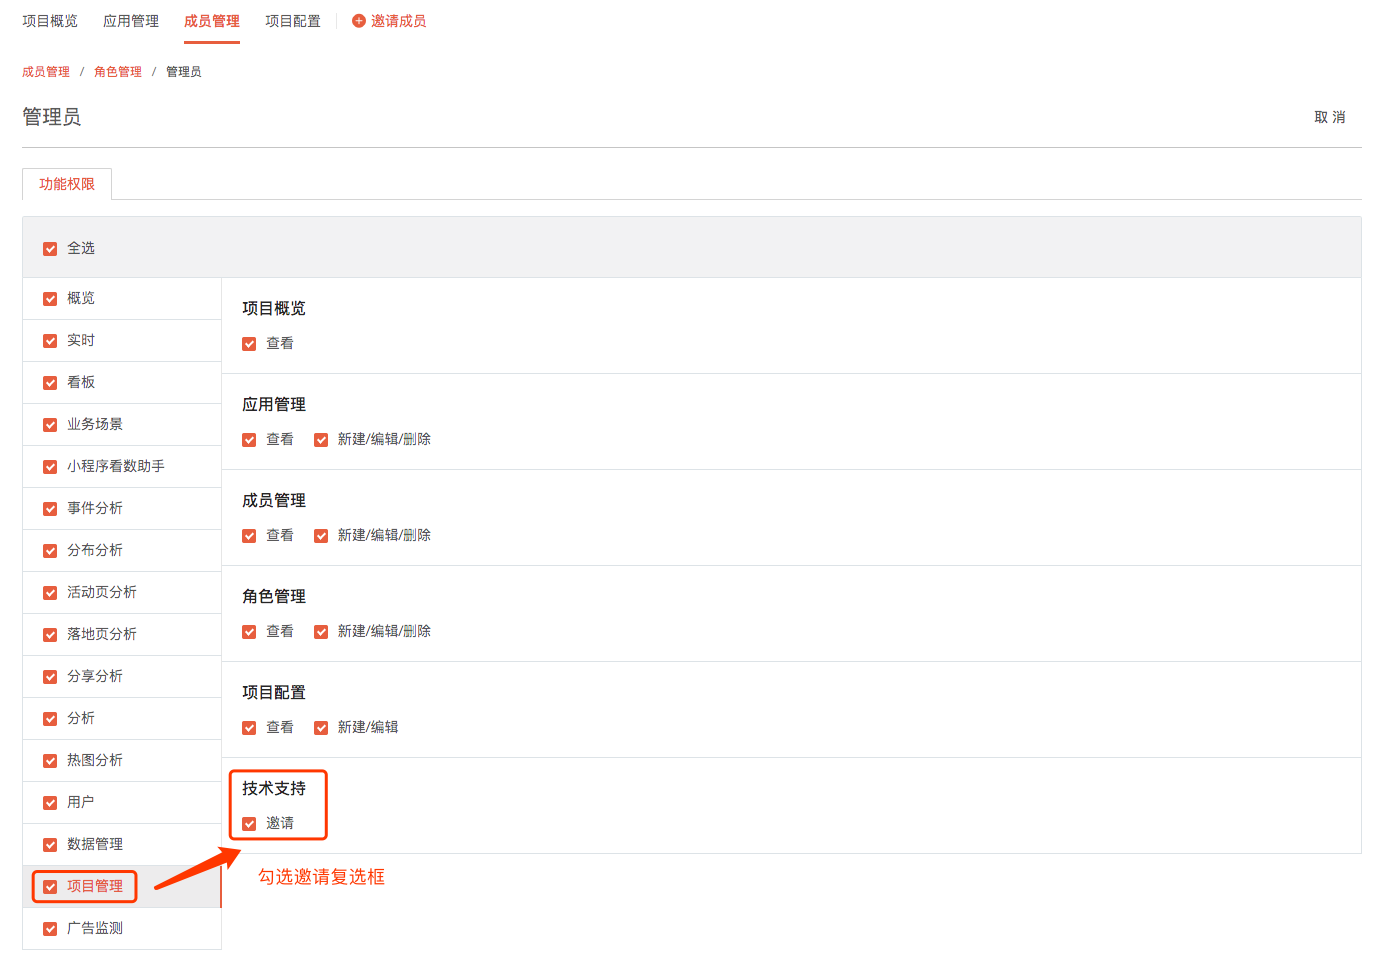 项目概览 应用管理 成员管理 项目配置 邀请成员
成员管理 / 角色管理 / 管理员
管理员 取消
功能权限
全选
概览
实时
看板
业务场景
小程序看数助手
事件分析
分布分析
活动页分析
落地页分析
分享分析
分析
热图分析
用户
数据管理
项目管理
广告监测
项目概览
查看
应用管理
查看 新建/编辑/删除
成员管理
查看 新建/编辑/删除
角色管理
查看 新建/编辑/删除
项目配置
查看 新建/编辑
技术支持
邀请
勾选邀请复选框